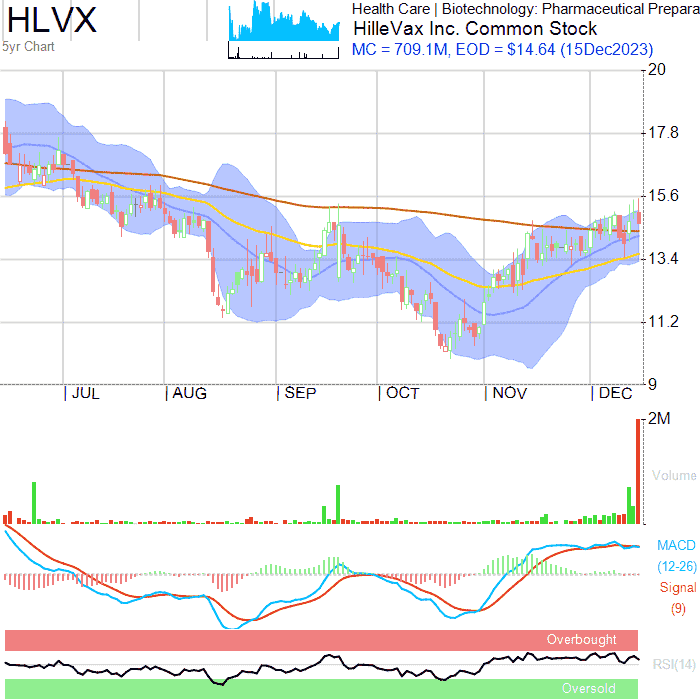 HLVX
5yr Chart
Health Care | Biotechnology: Pharmaceutical Prepara
HilleVax Inc. Common Stock
MC = 709.1M, EOD = $14.64 (15Dec2023)
20
17.8
15.6
13.4
11.2
9
JUL AUG SEP OCT NOV DEC
2M
Volume
MACD
(12-26)
Signal
(9)
Overbought
RSI(14)
Oversold